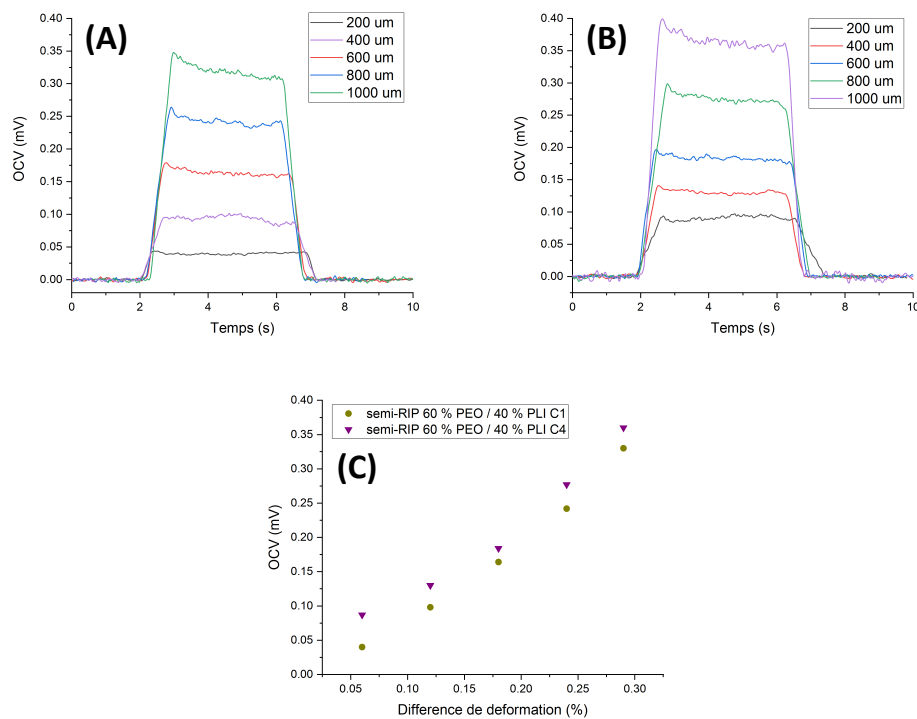 (A)
200 um
400 um
600 um
800 um
1000 um
0.40
0.35
0.30
0.25
0.20
0.15
0.10
0.05
0.00
OCV (mV)
0 2 4 6 8 10
Temps (s)
(B)
200 um
400 um
600 um
800 um
1000 um
0.40
0.35
0.30
0.25
0.20
0.15
0.10
0.05
0.00
OCV (mV)
0 2 4 6 8 10
Temps (s)
semi-RIP 60 % PEO / 40 % PLI C1
semi-RIP 60 % PEO / 40 % PLI C4
(C)
0.40
0.35
0.30
0.25
0.20
0.15
0.10
0.05
0.00
OCV (mV)
0.05 0.10 0.15 0.20 0.25 0.30
Difference de deformation (%)